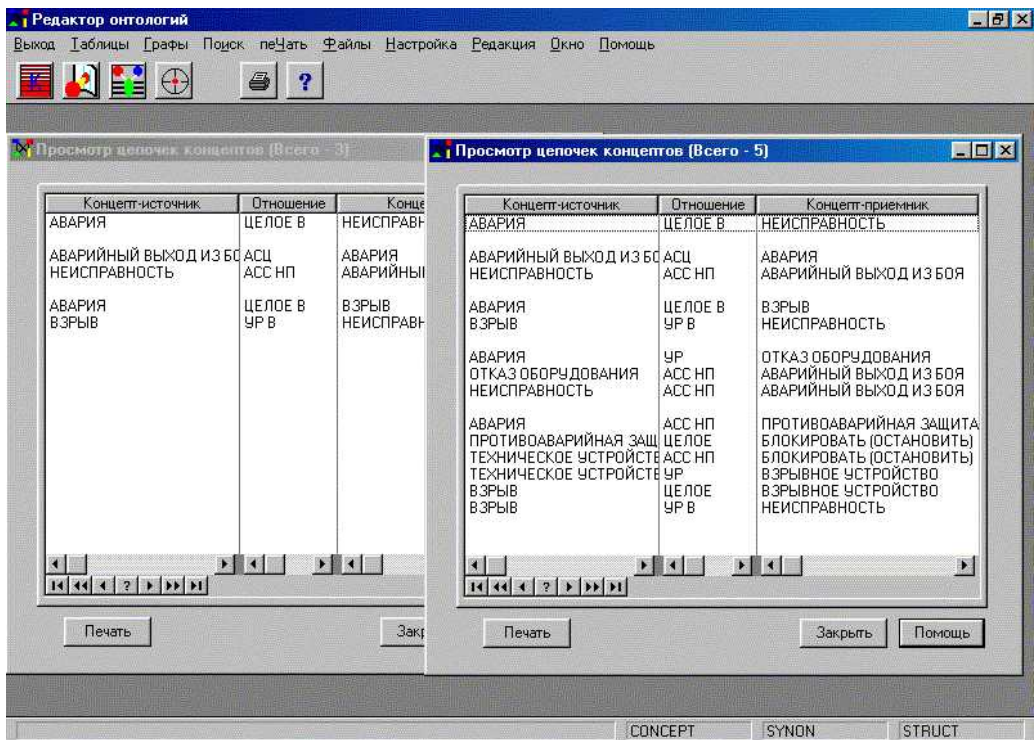 Редактор онтологий
Выход Таблицы Графы Поиск пеЧать Файлы Настройка Редакция Окно Помощь
?
Просмотр цепочек концептов (Всего - 3)
Концепт-источник Отношение Конце
АВАРИЯ ЦЕЛОЕ В НЕИСПРАВН
АВАРИЙНЫЙ ВЫХОД ИЗ БО АСЦ АВАРИЯ
НЕИСПРАВНОСТЬ АСС НП АВАРИЙНЫ
АВАРИЯ ЦЕЛОЕ В ВЗРЫВ
ВЗРЫВ УР В НЕИСПРАВН
?
Печать Закр
Просмотр цепочек концептов (Всего - 5)
Концепт-источник Отношение Концепт-приемник
АВАРИЯ ЦЕЛОЕ В НЕИСПРАВНОСТЬ
АВАРИЙНЫЙ ВЫХОД ИЗ БО АСЦ АВАРИЯ
НЕИСПРАВНОСТЬ АСС НП АВАРИЙНЫЙ ВЫХОД ИЗ БОЯ
АВАРИЯ ЦЕЛОЕ В ВЗРЫВ
ВЗРЫВ УР В НЕИСПРАВНОСТЬ
АВАРИЯ УР ОТКАЗ ОБОРУДОВАНИЯ
ОТКАЗ ОБОРУДОВАНИЯ АСС НП АВАРИЙНЫЙ ВЫХОД ИЗ БОЯ
НЕИСПРАВНОСТЬ АСС НП АВАРИЙНЫЙ ВЫХОД ИЗ БОЯ
АВАРИЯ АСС НП ПРОТИВОАВАРИЙНАЯ ЗАЩИТА
ПРОТИВОАВАРИЙНАЯ ЗАЩ ЦЕЛОЕ БЛОКИРОВАТЬ (ОСТАНОВИТЬ)
ТЕХНИЧЕСКОЕ УСТРОЙСТВ АСС НП БЛОКИРОВАТЬ (ОСТАНОВИТЬ)
ТЕХНИЧЕСКОЕ УСТРОЙСТВ УР ВЗРЫВНОЕ УСТРОЙСТВО
ВЗРЫВ ЦЕЛОЕ ВЗРЫВНОЕ УСТРОЙСТВО
ВЗРЫВ УР В НЕИСПРАВНОСТЬ
?
Печать Закрыть Помощь
CONCEPT SYNON STRUCT